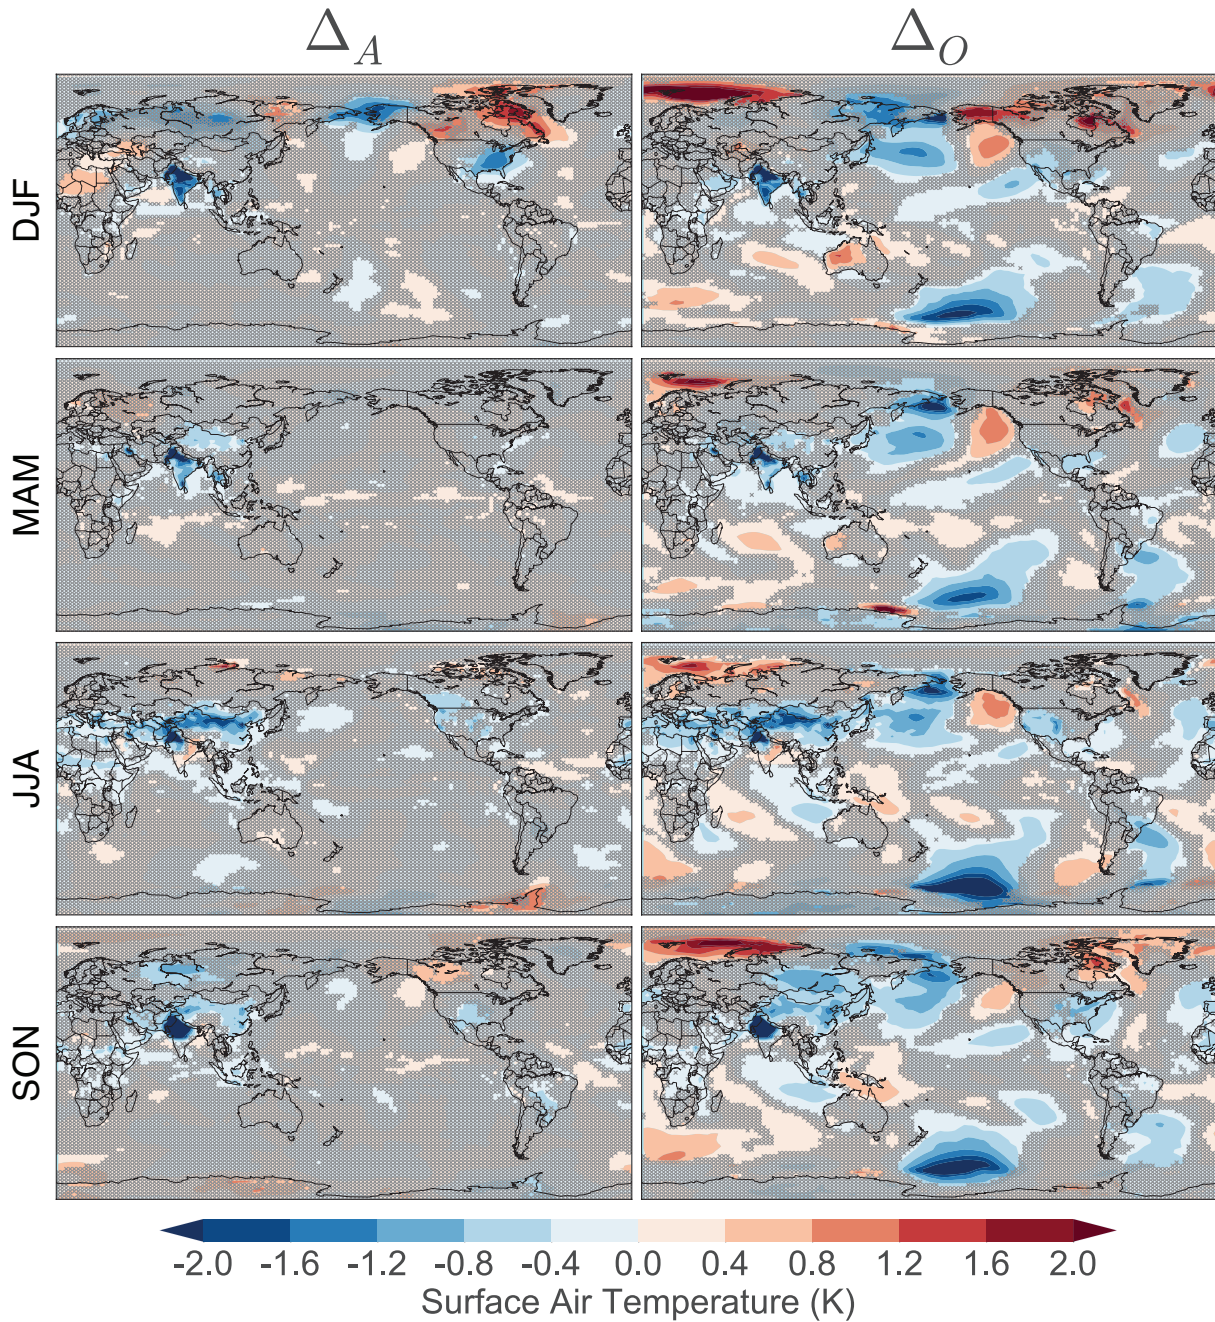 Δ_A Δ_O
DJF
MAM
JJA
SON
-2.0 -1.6 -1.2 -0.8 -0.4 0.0 0.4 0.8 1.2 1.6 2.0
Surface Air Temperature (K)